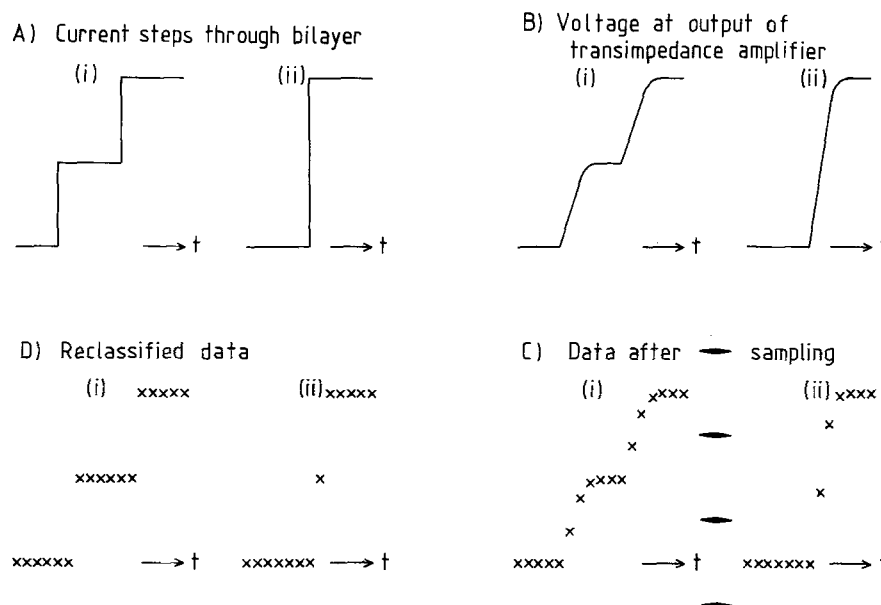 A) Current steps through bilayer
(i)
(ii)
t
t
B) Voltage at output of
transimpedance amplifier
(i)
(ii)
t
D) Reclassified data
(i)
(ii)
t
t
C) Data after sampling
(i)
(ii)
t